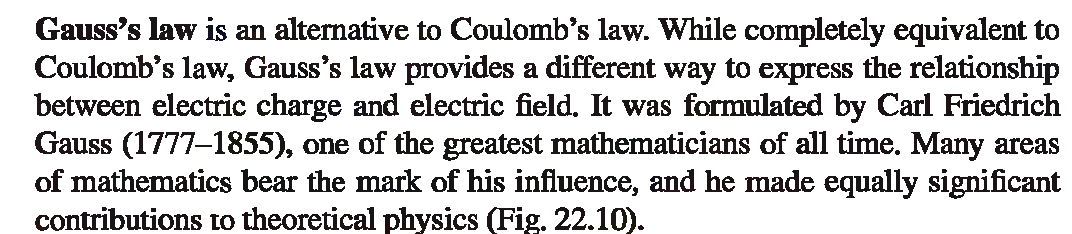 Gauss's law is an alternative to Coulomb's law. While completely equivalent to
Coulomb's law, Gauss's law provides a different way to express the relationship
between electric charge and electric field. It was formulated by Carl Friedrich
Gauss (1777–1855), one of the greatest mathematicians of all time. Many areas
of mathematics bear the mark of his influence, and he made equally significant
contributions to theoretical physics (Fig. 22.10).